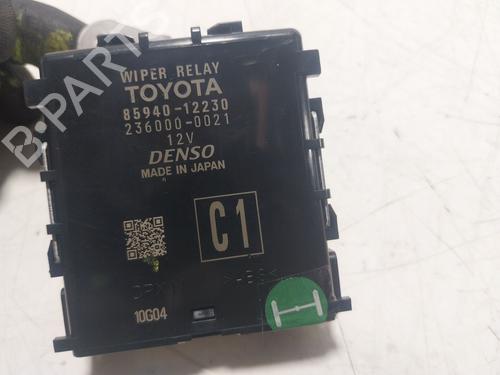 WIPER RELAY
TOYOTA
85940-12230
236000-0021
12V
DENSO
MADE IN JAPAN
C1
10G04
B-PARTS